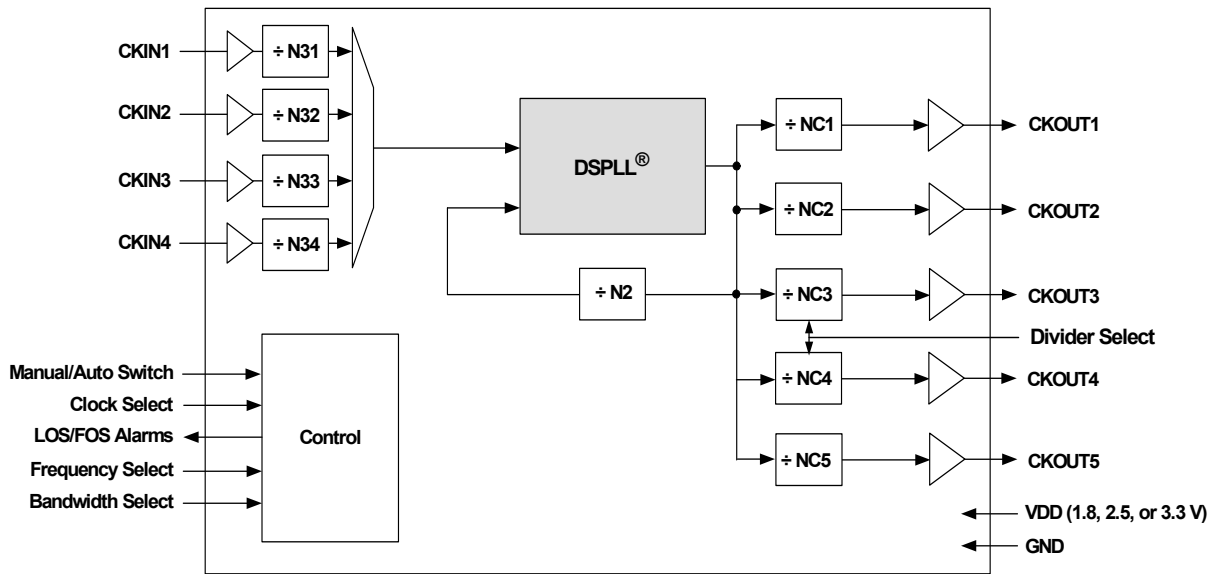 CKIN1
÷ N31
CKIN2
÷ N32
CKIN3
÷ N33
CKIN4
÷ N34
DSPLL®
÷ N2
÷ NC1
CKOUT1
÷ NC2
CKOUT2
÷ NC3
CKOUT3
Divider Select
÷ NC4
CKOUT4
÷ NC5
CKOUT5
Manual/Auto Switch
Clock Select
LOS/FOS Alarms
Frequency Select
Bandwidth Select
Control
VDD (1.8, 2.5, or 3.3 V)
GND